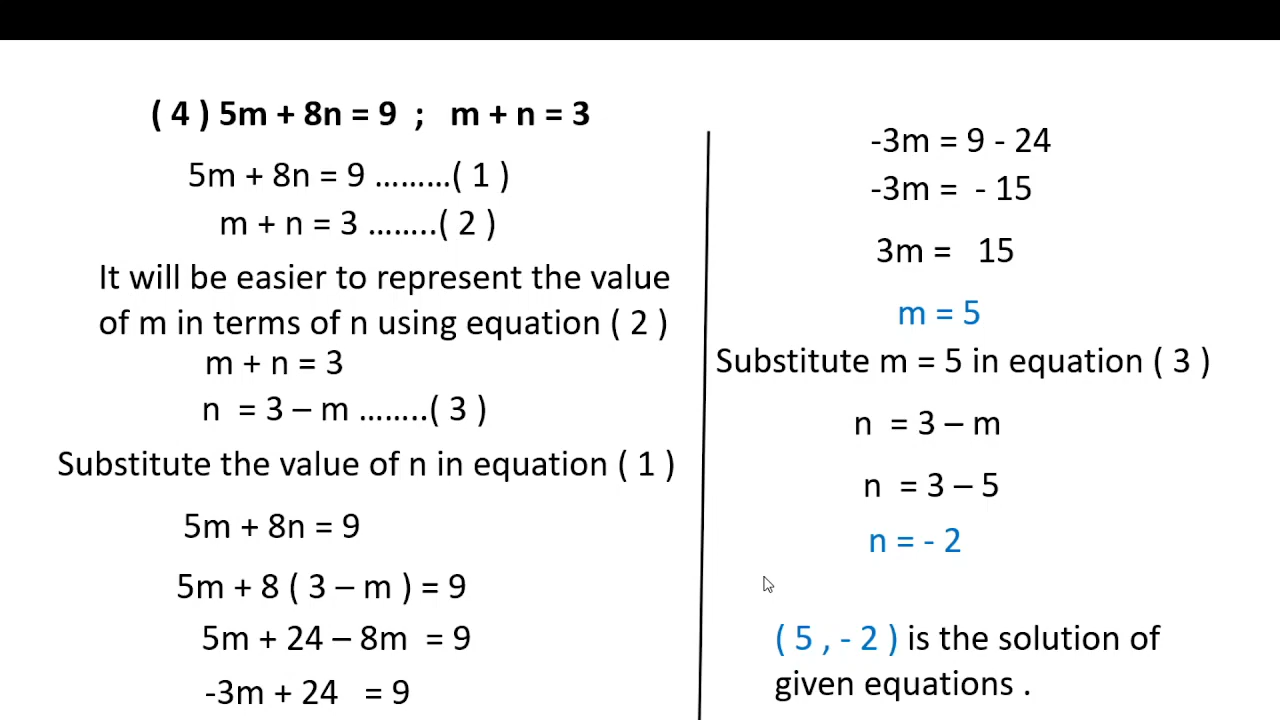 ( 4 ) 5m + 8n = 9 ; m + n = 3
5m + 8n = 9 ………( 1 )
m + n = 3 ……..( 2 )
It will be easier to represent the value
of m in terms of n using equation ( 2 )
m + n = 3
n = 3 – m ……..( 3 )
Substitute the value of n in equation ( 1 )
5m + 8n = 9
5m + 8 ( 3 – m ) = 9
5m + 24 – 8m = 9
-3m + 24 = 9
-3m = 9 - 24
-3m = - 15
3m = 15
m = 5
Substitute m = 5 in equation ( 3 )
n = 3 – m
n = 3 – 5
n = - 2
( 5 , - 2 ) is the solution of
given equations .